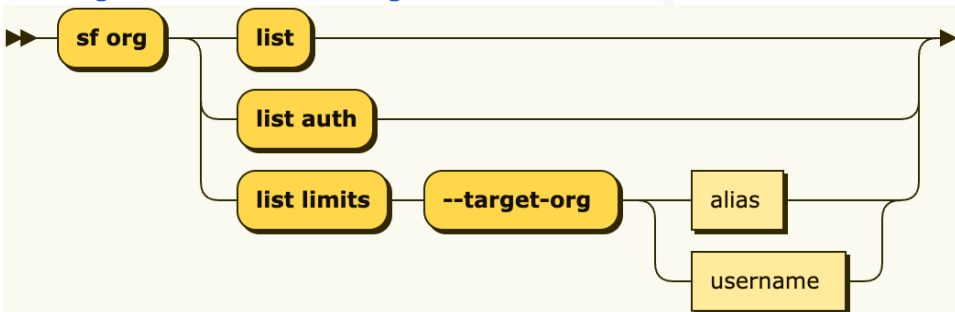 sf org
list
list auth
list limits
--target-org
alias
username